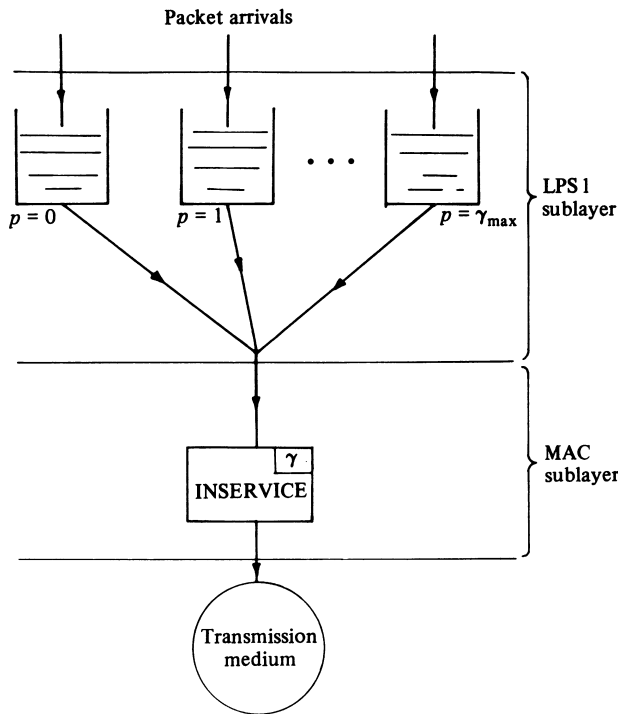 Packet arrivals
p = 0
p = 1
. . .
p = γmax
LPS 1
sublayer
γ
INSERVICE
MAC
sublayer
Transmission
medium